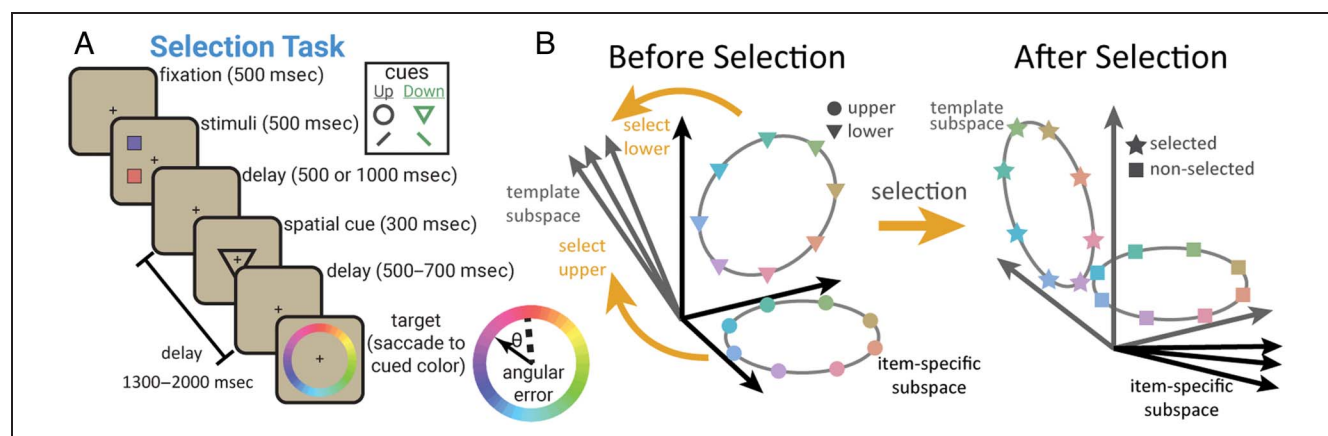 A
Selection Task
fixation (500 msec)
cues
Up Down
stimuli (500 msec)
delay (500 or 1000 msec)
spatial cue (300 msec)
delay (500–700 msec)
target
(saccade to
cued color)
delay
1300–2000 msec
θ
angular
error
B
Before Selection
upper
lower
select
lower
template
subspace
select
upper
item-specific
subspace
selection
After Selection
template
subspace
selected
non-selected
item-specific
subspace